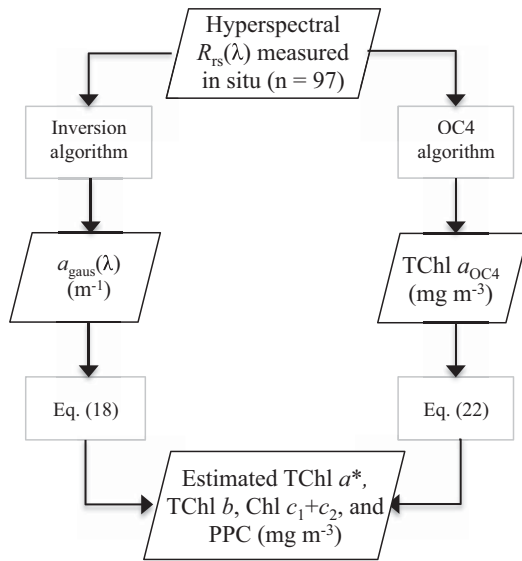 Hyperspectral
Rrs(λ) measured
in situ (n = 97)
Inversion
algorithm
OC4
algorithm
agaus(λ)
(m-1)
TChl aOC4
(mg m-3)
Eq. (18)
Eq. (22)
Estimated TChl a*,
TChl b, Chl c1+c2, and
PPC (mg m-3)